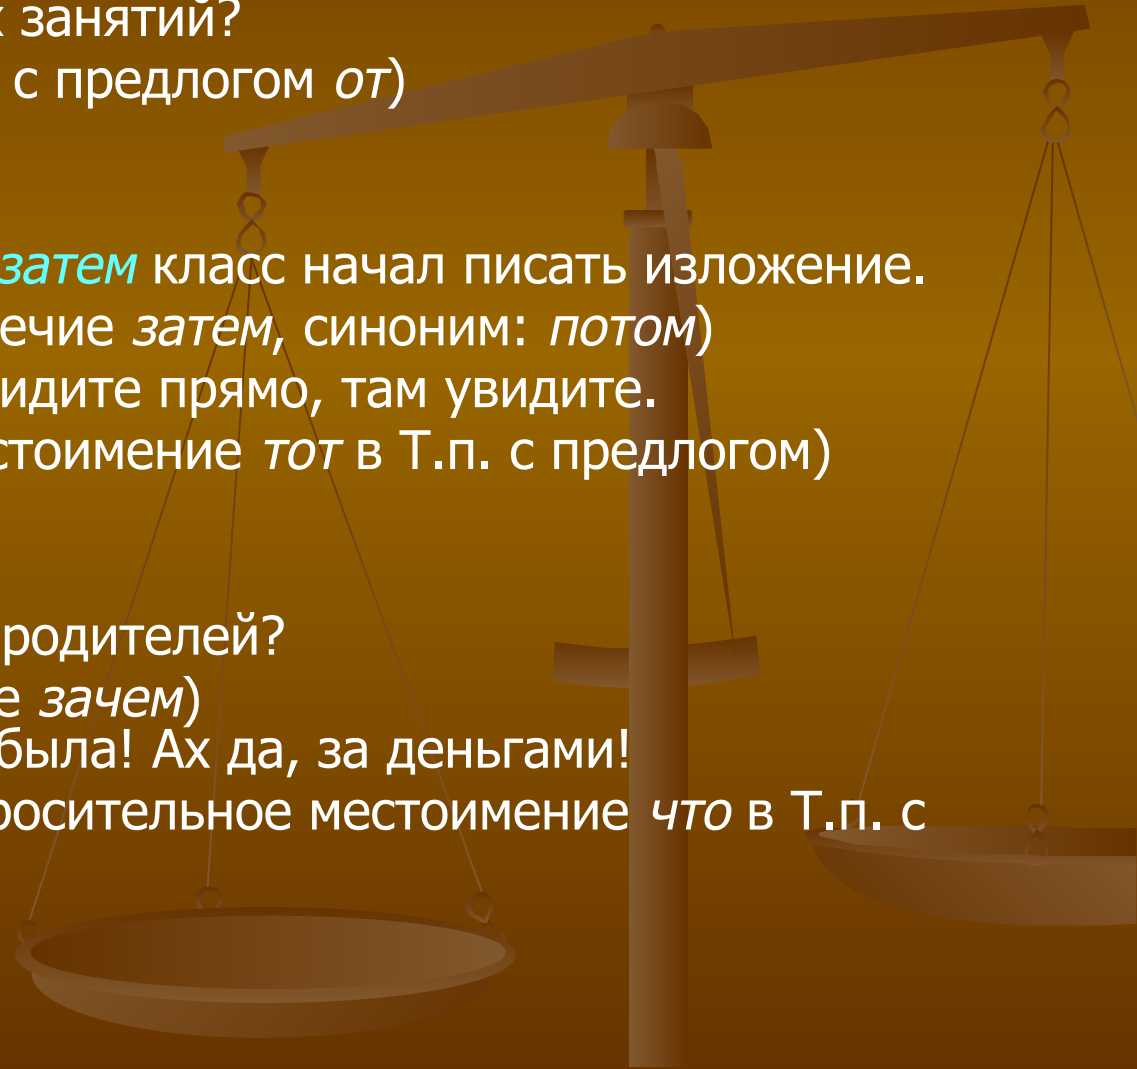 занятий?
с предлогом от)
затем класс начал писать изложение.
ечие затем, синоним: потом)
идите прямо, там увидите.
стоимение тот в Т.п. с предлогом)
родителей?
е зачем)
была! Ах да, за деньгами!
росительное местоимение что в Т.п. с